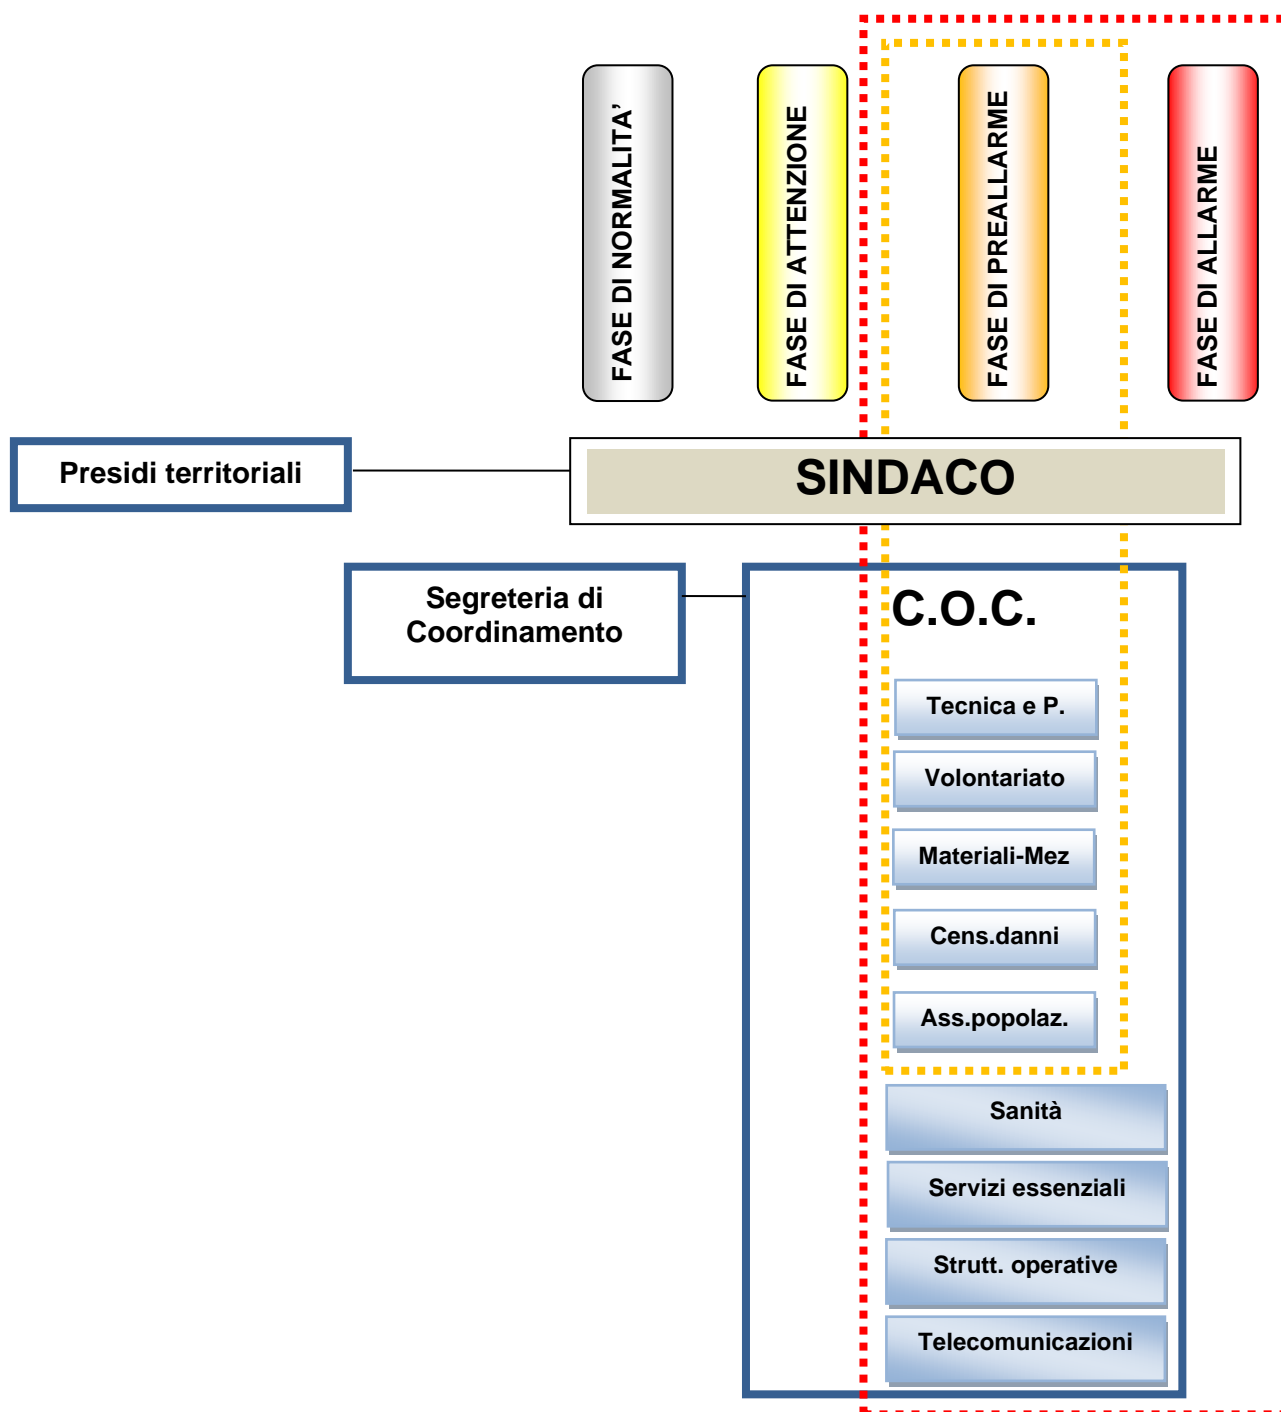 FASE DI NORMALITA’
FASE DI ATTENZIONE
FASE DI PREALLARME
FASE DI ALLARME
Presidi territoriali
SINDACO
Segreteria di
Coordinamento
C.O.C.
Tecnica e P.
Volontariato
Materiali-Mez
Cens.danni
Ass.popolaz.
Sanità
Servizi essenziali
Strutt. operative
Telecomunicazioni